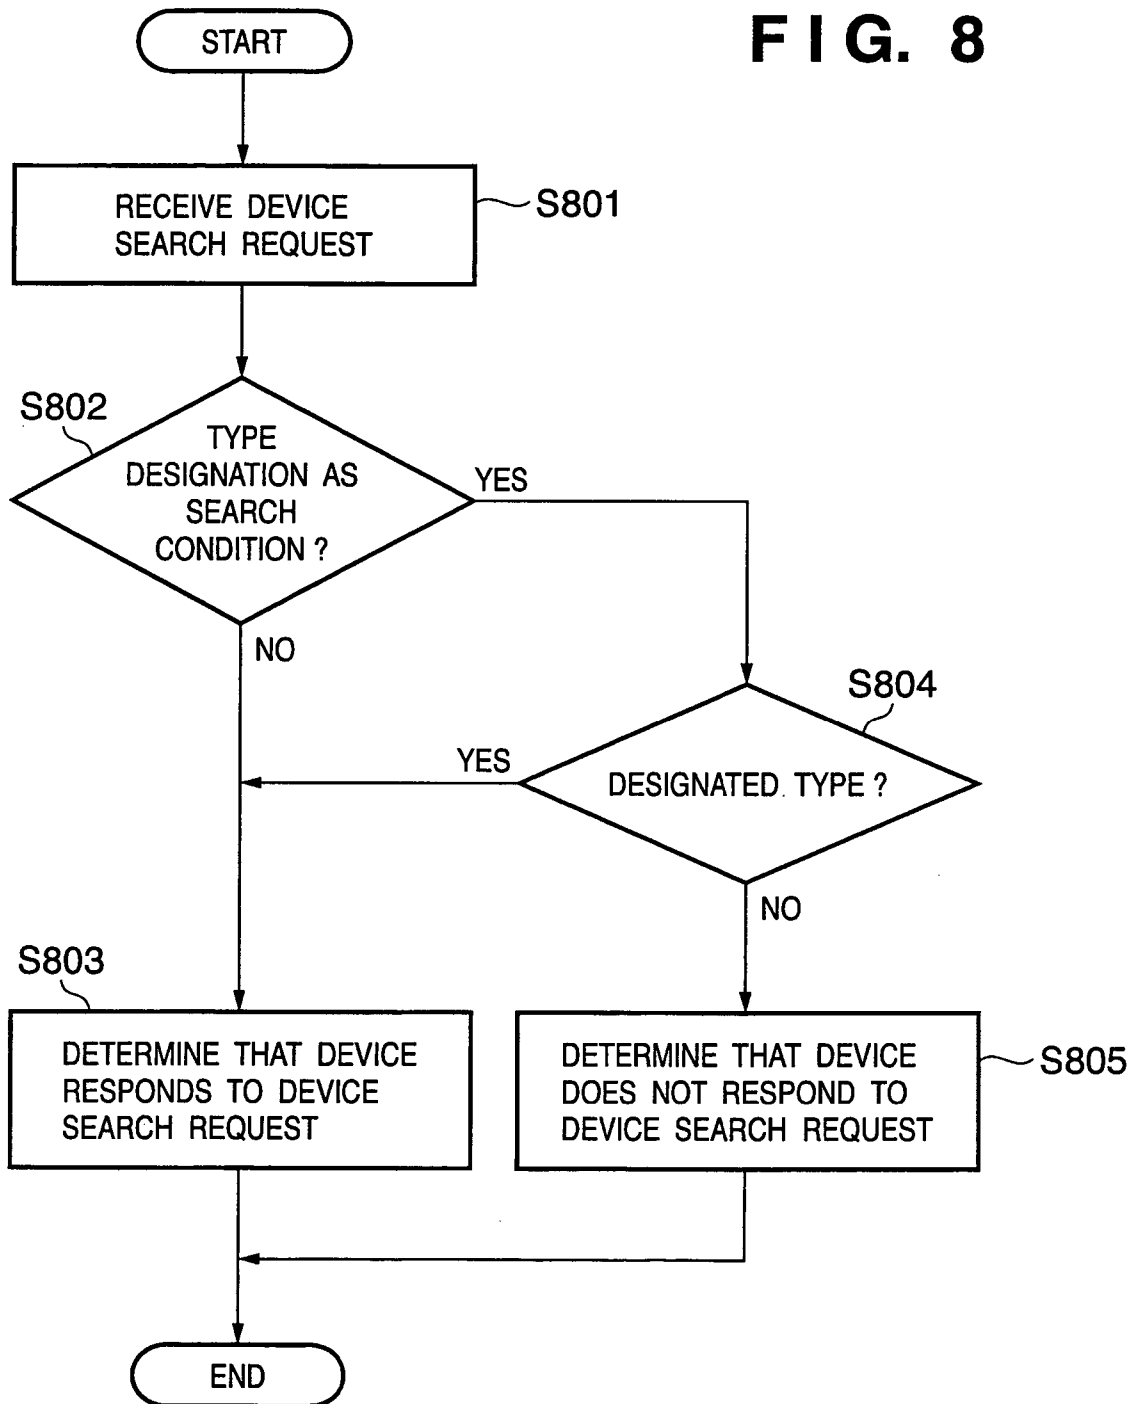 FIG. 8
START
RECEIVE DEVICE
SEARCH REQUEST
S801
S802
TYPE
DESIGNATION AS
SEARCH
CONDITION ?
YES
NO
S804
DESIGNATED TYPE ?
YES
NO
S803
DETERMINE THAT DEVICE
RESPONDS TO DEVICE
SEARCH REQUEST
DETERMINE THAT DEVICE
DOES NOT RESPOND TO
DEVICE SEARCH REQUEST
S805
END